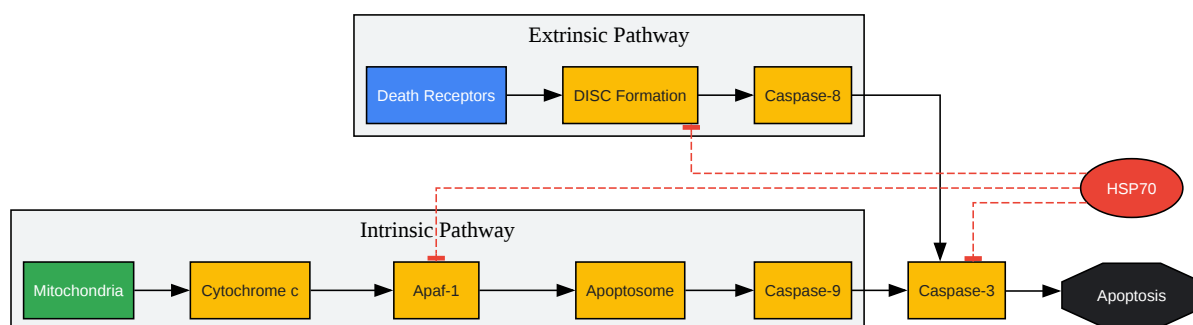 Extrinsic Pathway
Death Receptors
DISC Formation
Caspase-8
HSP70
Intrinsic Pathway
Mitochondria
Cytochrome c
Apaf-1
Apoptosome
Caspase-9
Caspase-3
Apoptosis